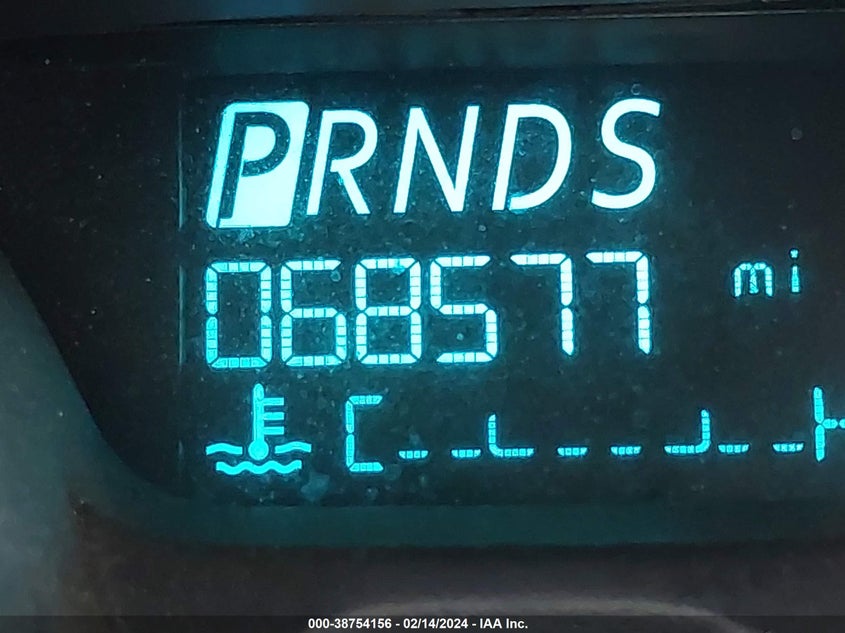 PRNDS
068577 mi
C H
000-38754156 - 02/14/2024 - IAA Inc.